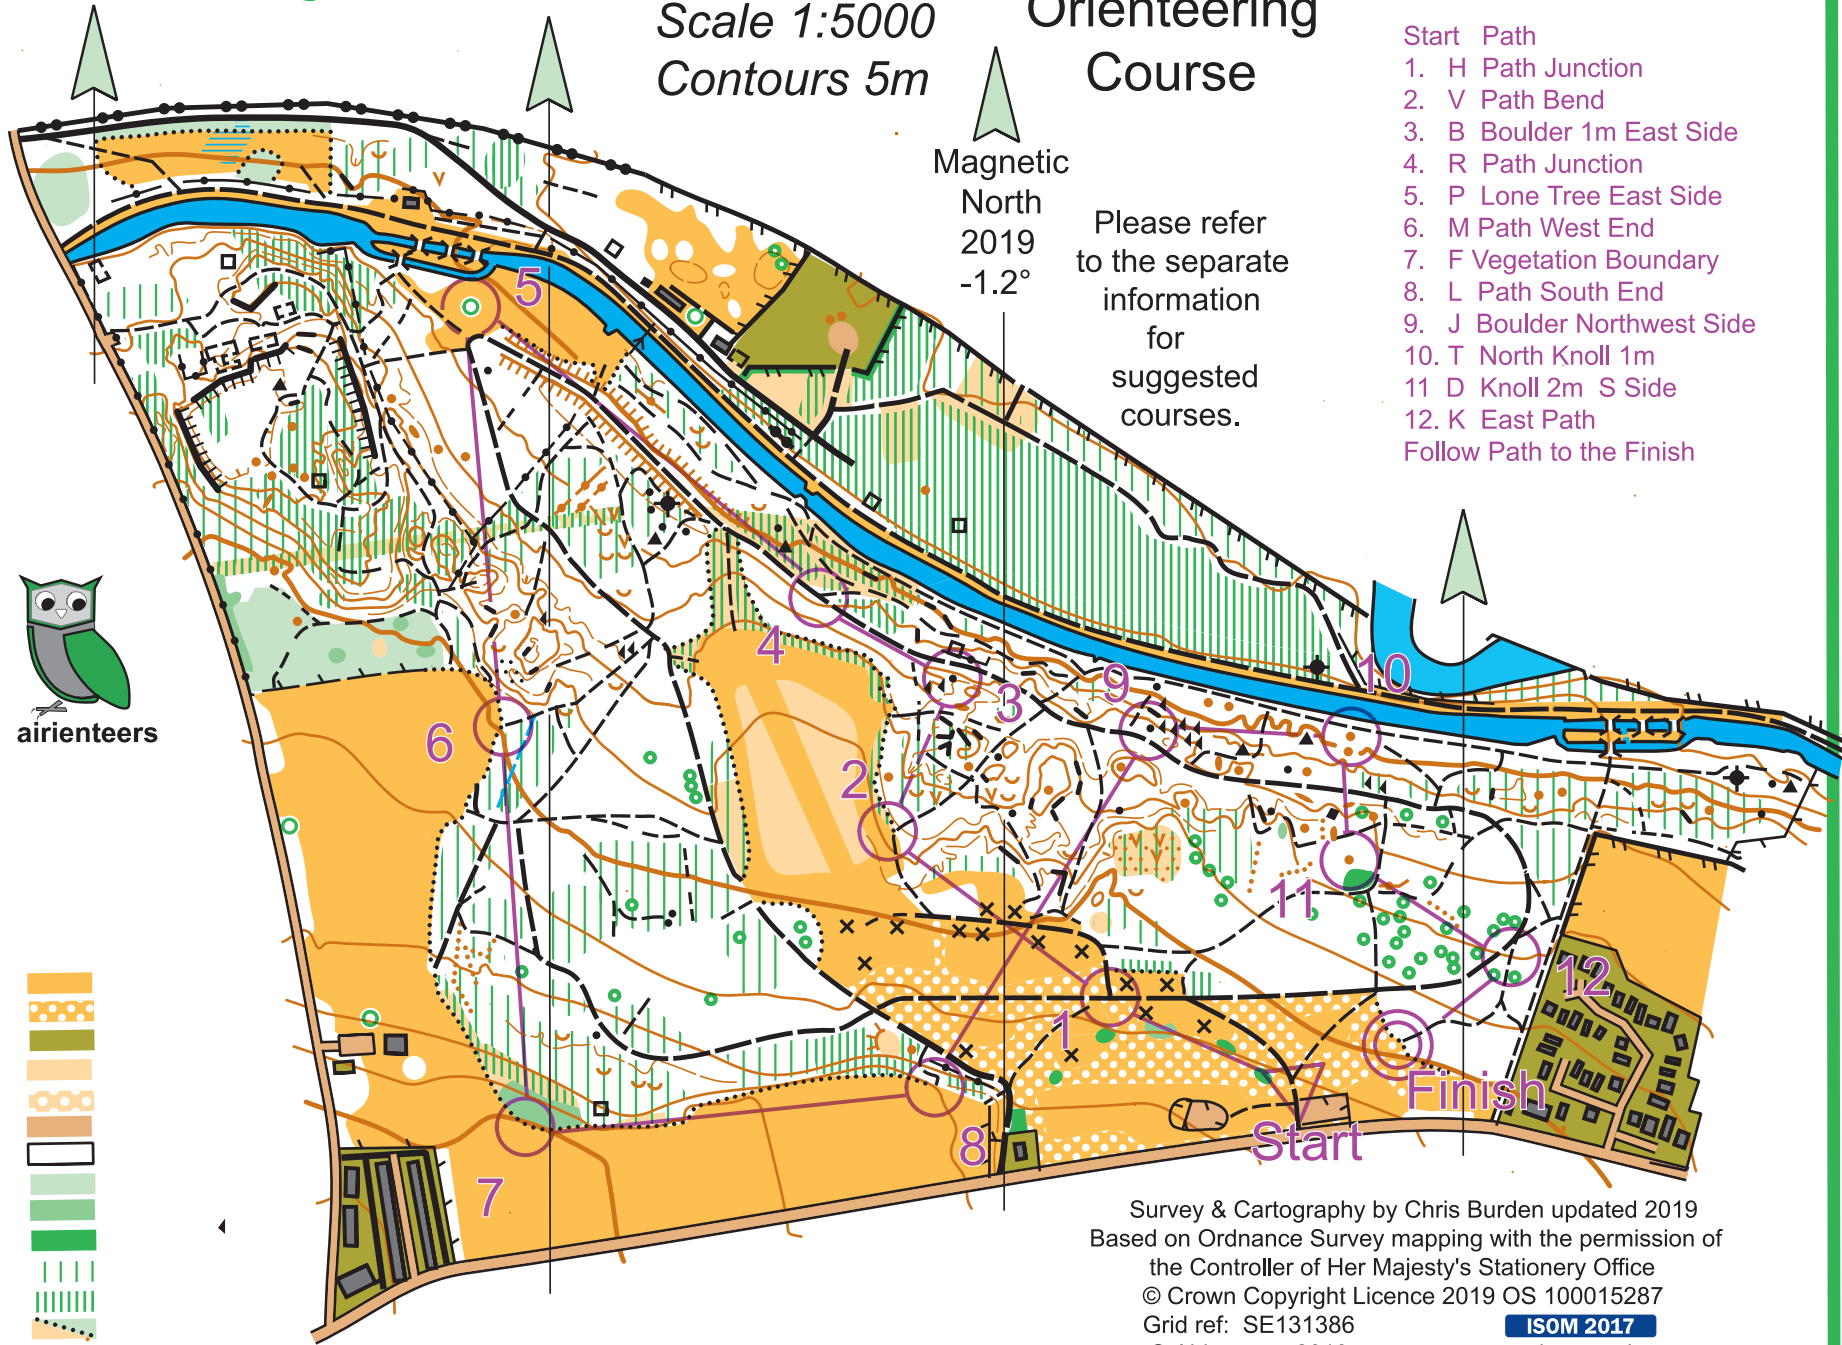 Scale 1:5000
Contours 5m
Orienteering
Course
Magnetic
North
2019
-1.2°
Please refer
to the separate
information
for
suggested
courses.
Start Path
1. H Path Junction
2. V Path Bend
3. B Boulder 1m East Side
4. R Path Junction
5. P Lone Tree East Side
6. M Path West End
7. F Vegetation Boundary
8. L Path South End
9. J Boulder Northwest Side
10. T North Knoll 1m
11 D Knoll 2m S Side
12. K East Path
Follow Path to the Finish
5
4
3
9
10
6
2
11
12
1
Finish
Start
8
7
airienteers
Survey & Cartography by Chris Burden updated 2019
Based on Ordnance Survey mapping with the permission of
the Controller of Her Majesty's Stationery Office
© Crown Copyright Licence 2019 OS 100015287
Grid ref: SE131386
ISOM 2017